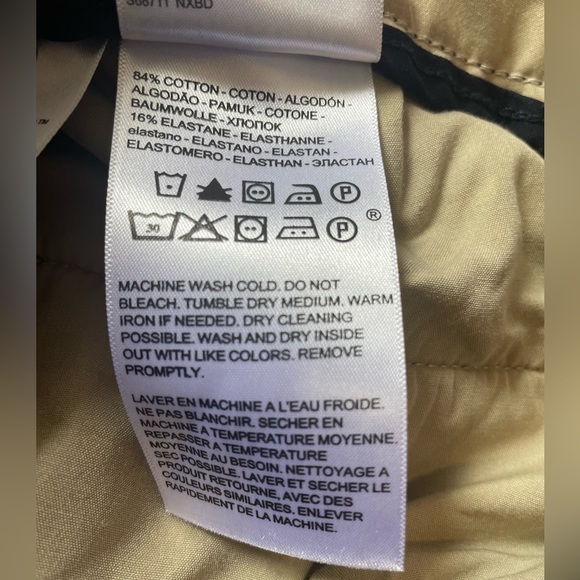 366711 NXBD
84% COTTON - COTON - ALGODÓN -
ALGODÃO - PAMUK - COTONE -
BAUMWOLLE - ХЛОПОК
16% ELASTANE - ELASTHANNE -
elastano - ELASTANO - ELASTAN -
ELASTOMERO - ELASTHAN - ЭЛАСТАН
P
30 P ®
MACHINE WASH COLD. DO NOT
BLEACH. TUMBLE DRY MEDIUM. WARM
IRON IF NEEDED. DRY CLEANING
POSSIBLE. WASH AND DRY INSIDE
OUT WITH LIKE COLORS. REMOVE
PROMPTLY.
LAVER EN MACHINE A L'EAU FROIDE.
NE PAS BLANCHIR. SECHER EN
MACHINE A TEMPERATURE MOYENNE.
REPASSER A TEMPERATURE
MOYENNE AU BESOIN. NETTOYAGE A
SEC POSSIBLE. LAVER ET SECHER LE
PRODUIT RETOURNE, AVEC DES
COULEURS SIMILAIRES. ENLEVER
RAPIDEMENT DE LA MACHINE.